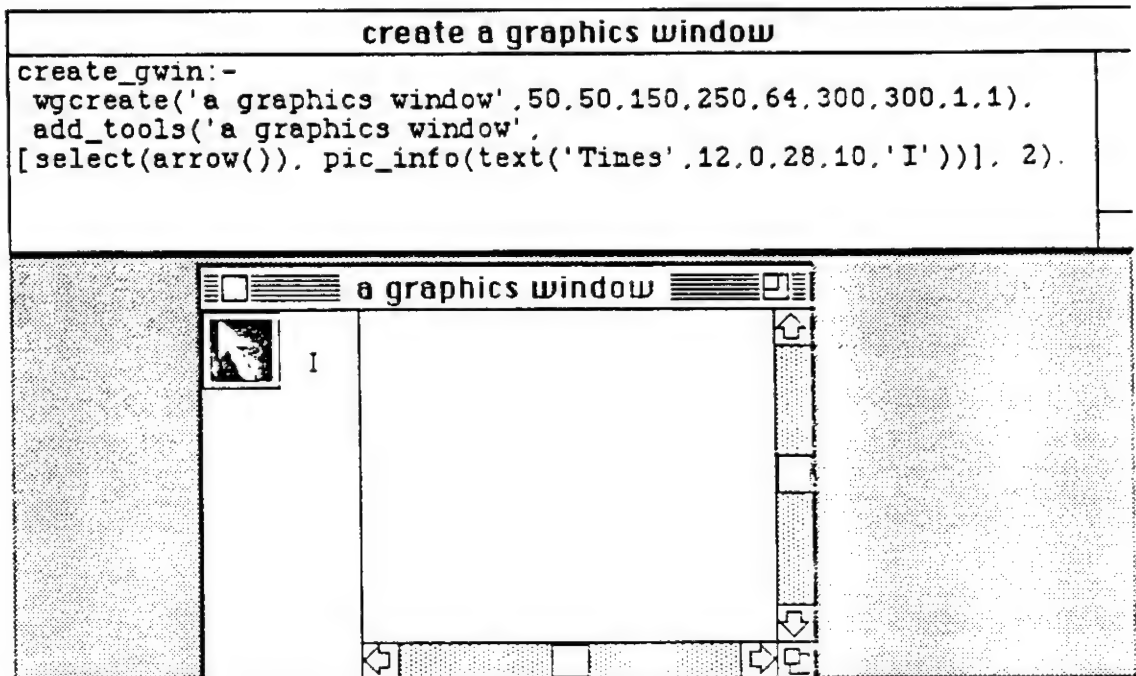 create a graphics window
create_gwin:-
wgcreate('a graphics window',50,50,150,250,64,300,300,1,1),
add_tools('a graphics window',
[select(arrow()), pic_info(text('Times',12,0,28,10,'I'))], 2).
a graphics window
I